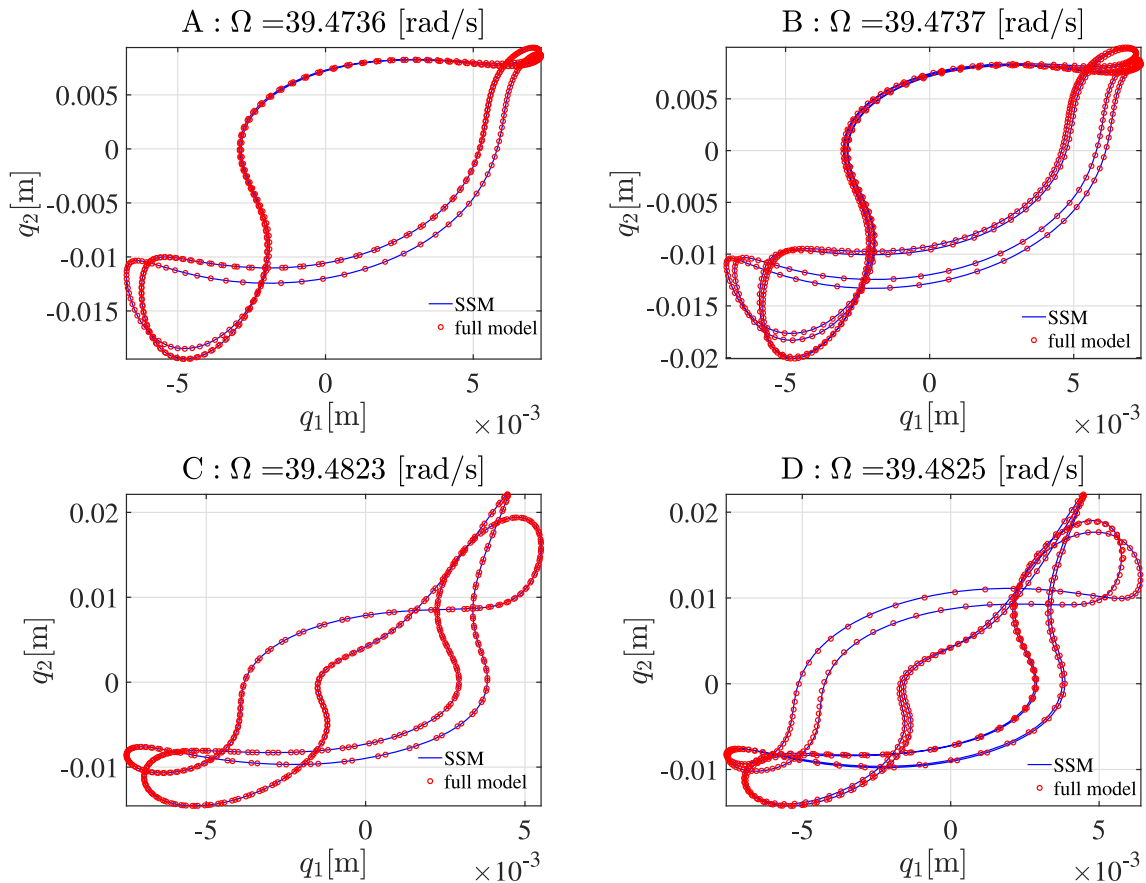 A : Ω =39.4736 [rad/s]
0.005
0
-0.005
-0.01
-0.015
q₂[m]
SSM
full model
-5
0
5
q₁[m]
×10⁻³
B : Ω =39.4737 [rad/s]
0.005
0
-0.005
-0.01
-0.015
-0.02
q₂[m]
SSM
full model
-5
0
5
q₁[m]
×10⁻³
C : Ω =39.4823 [rad/s]
0.02
0.01
0
-0.01
q₂[m]
SSM
full model
-5
0
5
q₁[m]
×10⁻³
D : Ω =39.4825 [rad/s]
0.02
0.01
0
-0.01
q₂[m]
SSM
full model
-5
0
5
q₁[m]
×10⁻³